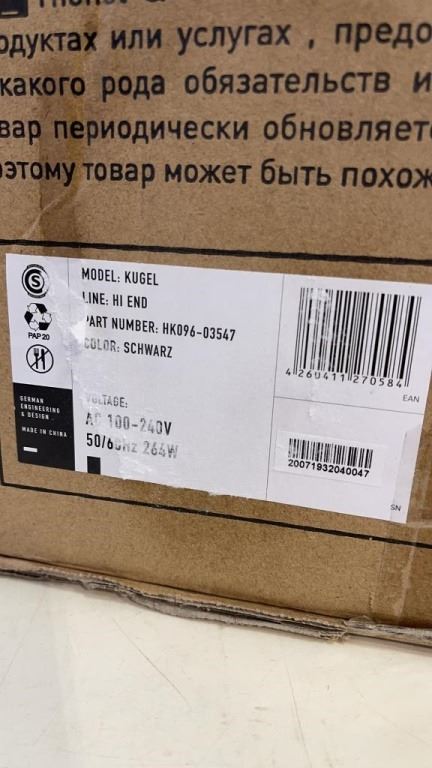 одуктах или услугах , предо
какого рода обязательств и
вар периодически обновляет
этому товар может быть похож
MODEL: KUGEL
LINE: HI END
PART NUMBER: HK096-03547
COLOR: SCHWARZ
PAP 20
GERMAN
ENGINEERING
& DESIGN
MADE IN CHINA
VOLTAGE:
AC 100-240V
50/60Hz 264W
4 260411 270584
EAN
20071932040047
SN